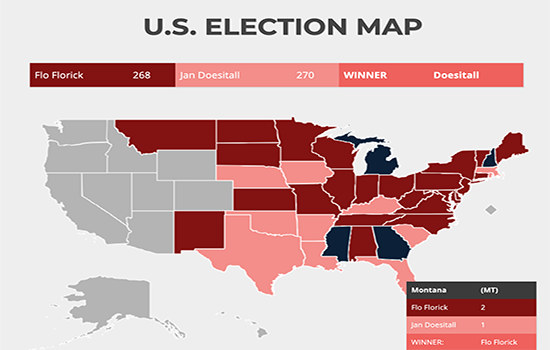 U.S. ELECTION MAP
Flo Florick 268 Jan Doesitall 270 WINNER Doesitall
Montana (MT)
Flo Florick 2
Jan Doesitall 1
WINNER: Flo Florick